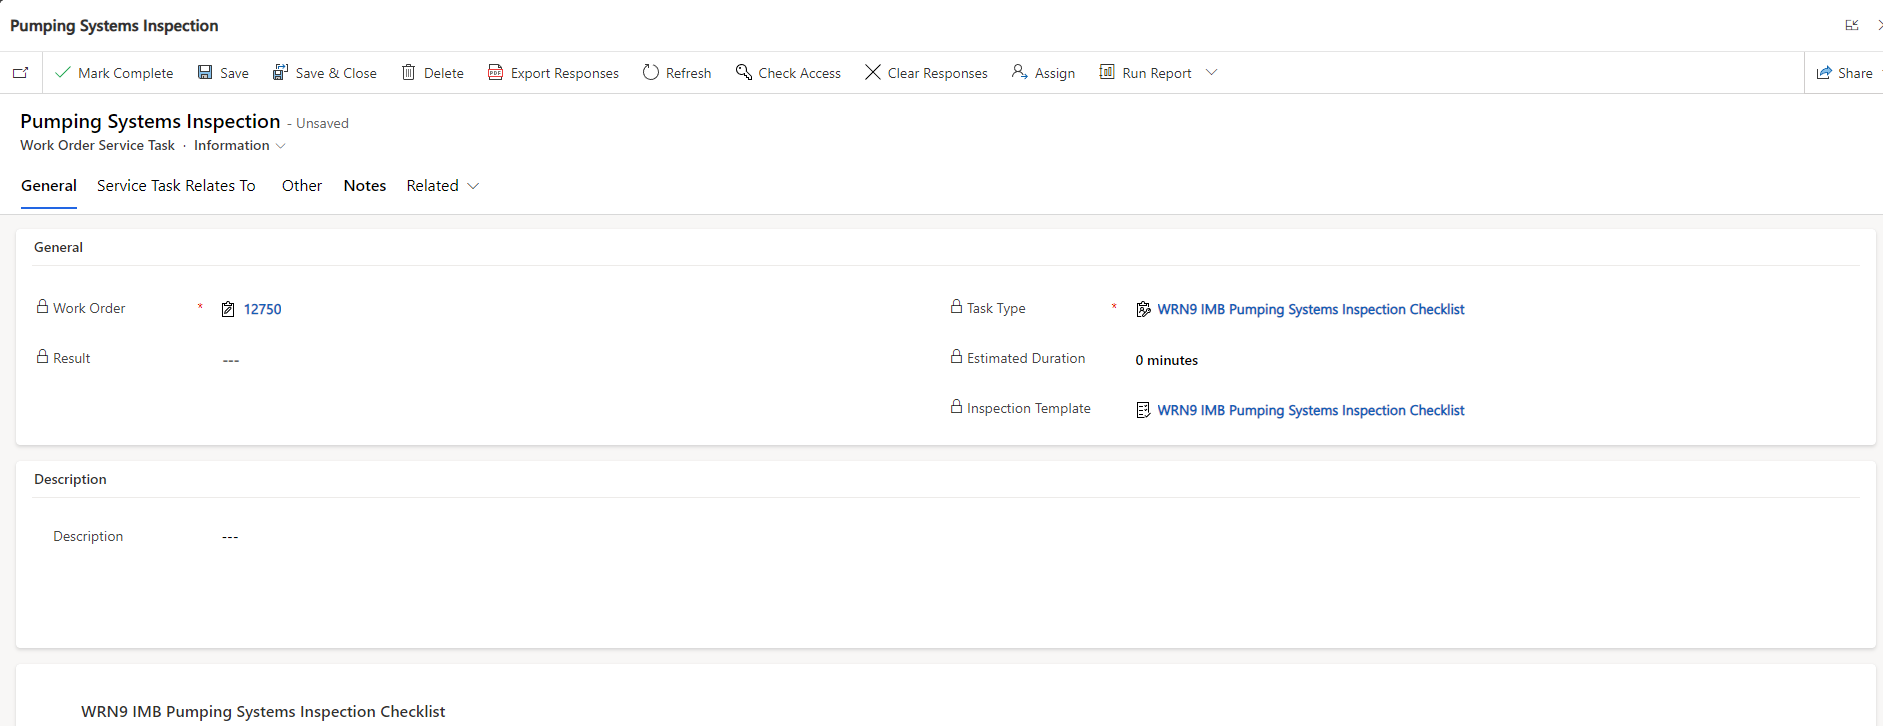 Pumping Systems Inspection
Mark Complete Save Save & Close Delete Export Responses Refresh Check Access Clear Responses Assign Run Report Share
Pumping Systems Inspection - Unsaved
Work Order Service Task · Information
General Service Task Relates To Other Notes Related
General
Work Order * 12750 Task Type * WRN9 IMB Pumping Systems Inspection Checklist
Result --- Estimated Duration 0 minutes
Inspection Template WRN9 IMB Pumping Systems Inspection Checklist
Description
Description ---
WRN9 IMB Pumping Systems Inspection Checklist